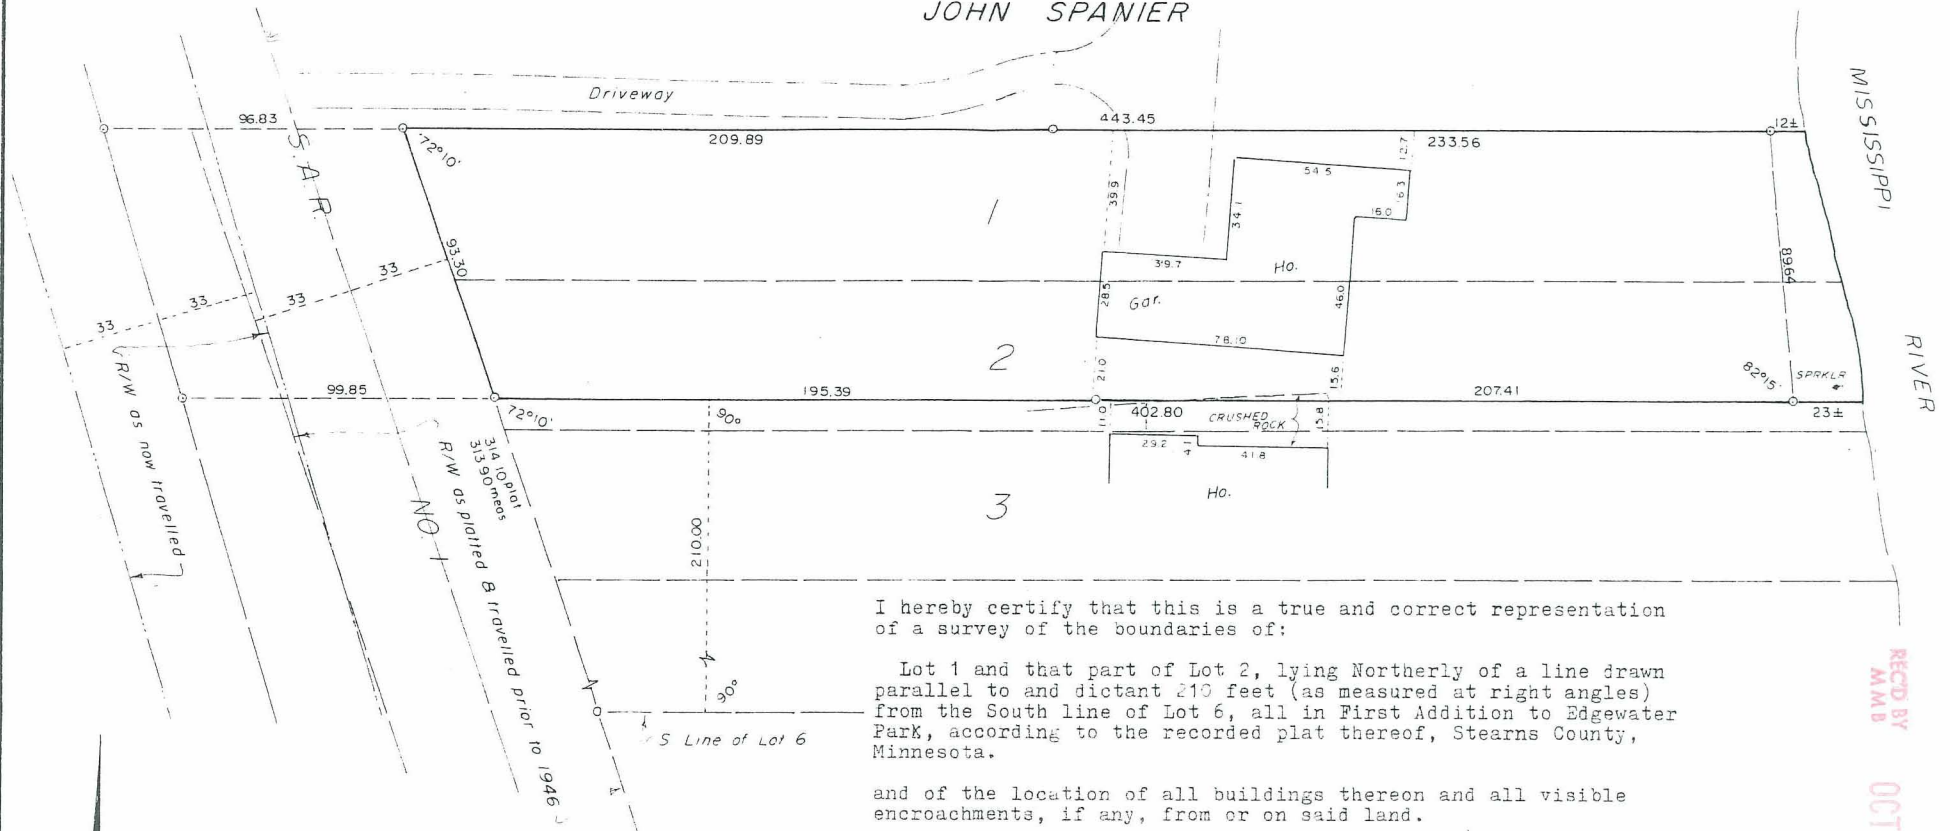 JOHN SPANIER
Driveway
96.83
209.89
443.45
233.56
12±
MISSISSIPPI
RIVER
S.A.R.
NO. 1
72°10'
93.30
33
33
33
33
1
39.9
12.7
54.5
16.3
16.0
34.1
39.7
Ho.
Gar.
28.5
46.0
78.10
89.64
2
21.0
15.6
82°15'
SPRKLR
R/W as now travelled
99.85
195.39
207.41
23±
72°10'
90°
11.0
402.80
CRUSHED
ROCK
15.8
29.2
4.1
41.8
Ho.
314.10 plat
313.90 meas
R/W as platted & travelled prior to 1946
3
210.00
90°
S Line of Lot 6
I hereby certify that this is a true and correct representation
of a survey of the boundaries of:
Lot 1 and that part of Lot 2, lying Northerly of a line drawn
parallel to and dictant 210 feet (as measured at right angles)
from the South line of Lot 6, all in First Addition to Edgewater
Park, according to the recorded plat thereof, Stearns County,
Minnesota.
and of the location of all buildings thereon and all visible
encroachments, if any, from or on said land.
REC'D BY
MMB
OCT